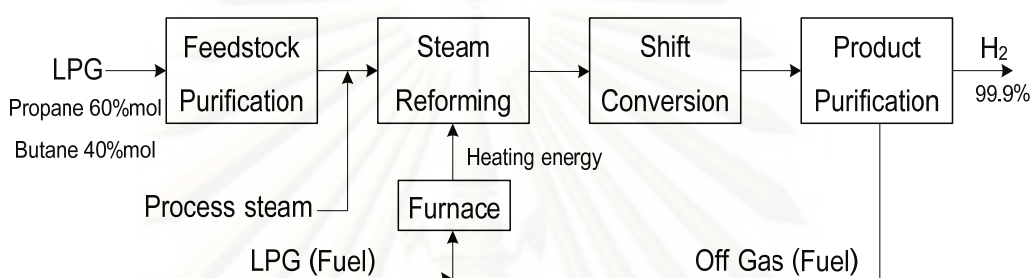 LPG
Propane 60%mol
Butane 40%mol
Feedstock
Purification
Steam
Reforming
Shift
Conversion
Product
Purification
H₂
99.9%
Heating energy
Process steam
Furnace
LPG (Fuel)
Off Gas (Fuel)